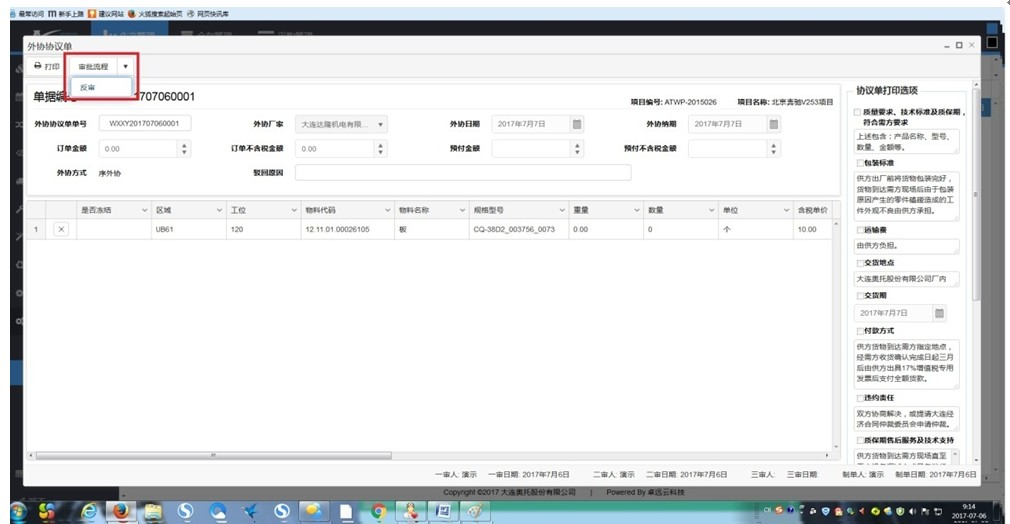 最常访问 新手上路 建议网站 火狐搜索起始页 网页快讯库
外协协议单
打印 审批流程
反审
单据编 1707060001
项目编号: ATWP-2015026 项目名称: 北京奔驰V253项目
外协协议单单号 WXXY201707060001 外协厂家 大连达隆机电有限... 外协日期 2017年7月7日 外协纳期 2017年7月7日
订单金额 0.00 订单不含税金额 0.00 预付金额 预付不含税金额
外协方式 序外协 驳回原因
是否冻结 区域 工位 物料代码 物料名称 规格型号 重量 数量 单位 含税单价
1 UB61 120 12.11.01.00026105 板 CQ-38D2_003756_0073 0.00 0 个 10.00
协议单打印选项
质量要求、技术标准及质保期，
符合需方要求
上述包含：产品名称、型号、
数量、金额等。
包装标准
供方出厂前将货物包装完好，
货物到达需方现场后由于包装
原因产生的零件磕碰造成的工
件外观不良由供方承担。
运输费
由供方负担。
交货地点
大连奥托股份有限公司厂内
交货期
2017年7月7日
付款方式
供方货物到达需方指定地点，
经需方收货确认完成日起三月
后由供方出具17%增值税专用
发票后支付全额货款。
违约责任
双方协商解决，或提请大连经
济合同仲裁委员会申请仲裁。
质保期售后服务及技术支持
供方货物到达需方现场直至
一审人: 演示 一审日期: 2017年7月6日 二审人: 演示 二审日期: 2017年7月6日 三审人: 三审日期: 制单人: 演示 制单日期: 2017年7月6日
Copyright ©2017 大连奥托股份有限公司 | Powered By 卓远云科技
9:14
2017-07-06